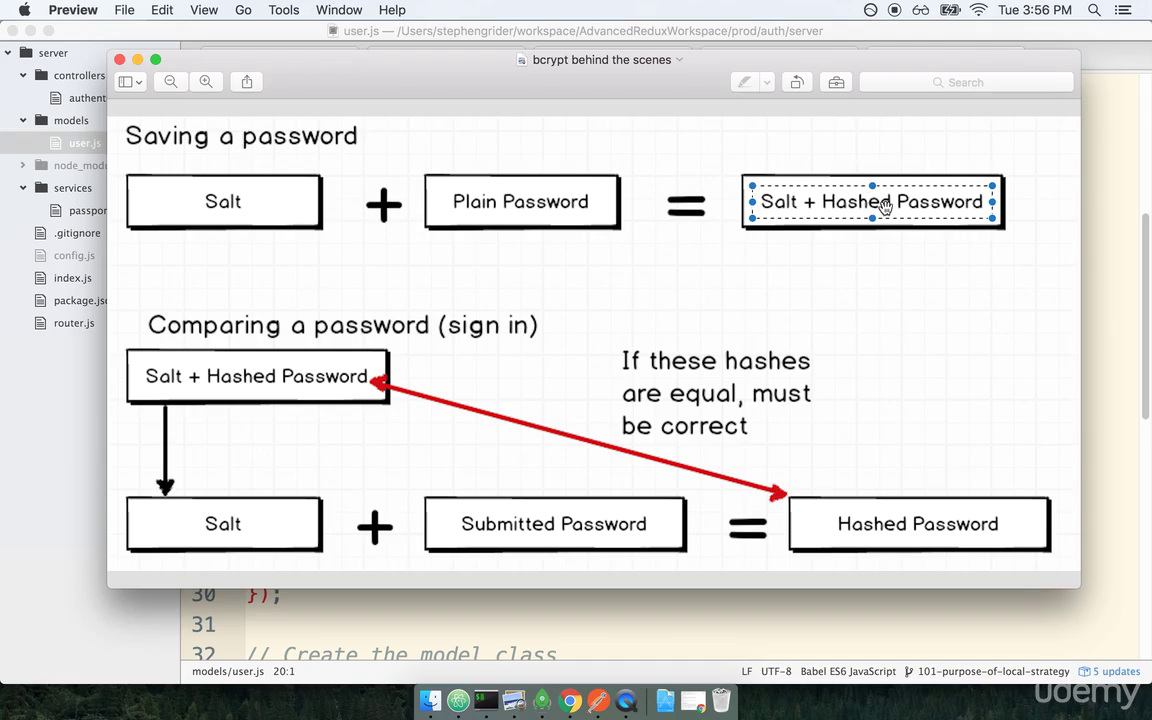 Preview File Edit View Go Tools Window Help Tue 3:56 PM
user.js — /Users/stephengrider/workspace/AdvancedReduxWorkspace/prod/auth/server
bcrypt behind the scenes
Search
server
controllers
authent
models
user.js
node_mod
services
passpor
.gitignore
config.js
index.js
package.jso
router.js
Saving a password
Salt + Plain Password = Salt + Hashed Password
Comparing a password (sign in)
Salt + Hashed Password
If these hashes
are equal, must
be correct
Salt + Submitted Password = Hashed Password
30 });
31
32 // Create the model class
models/user.js 20:1 LF UTF-8 Babel ES6 JavaScript 101-purpose-of-local-strategy 5 updates
udemy